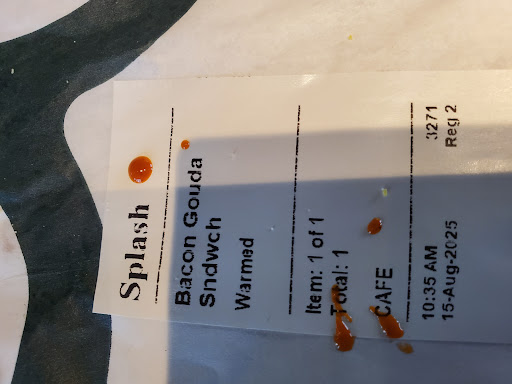 Splash
Bacon Gouda
Sndwch
Warmed
Item: 1 of 1
Total: 1
CAFE
10:35 AM 3271
15-Aug-2025 Reg 2